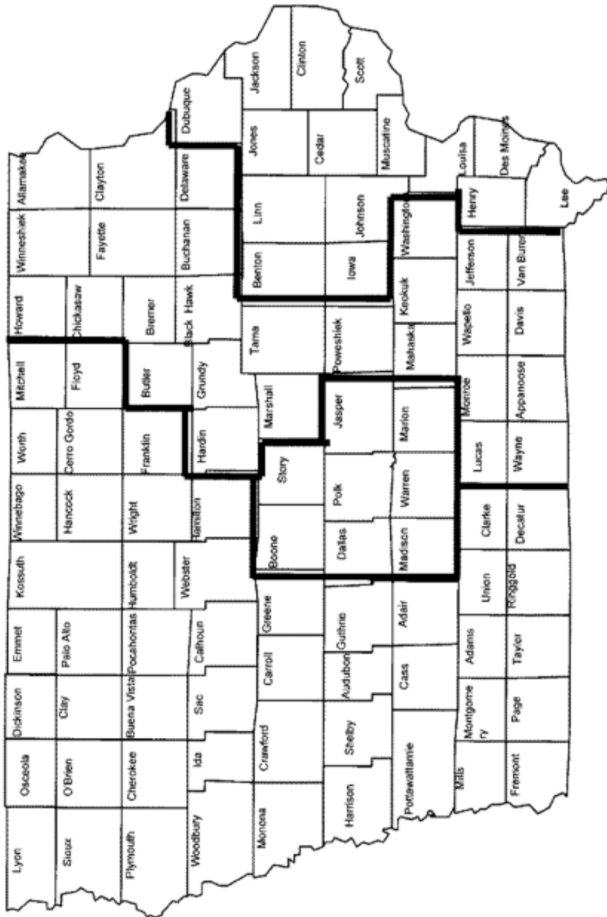 Lyon
Osceola
Dickinson
Emmet
Kossuth
Winnebago
Worth
Mitchell
Howard
Winneshiek
Allamakee
Sioux
O'Brien
Clay
Palo Alto
Hancock
Cerro Gordo
Floyd
Chickasaw
Fayette
Clayton
Plymouth
Cherokee
Buena Vista
Pocahontas
Humboldt
Wright
Franklin
Butler
Bremer
Woodbury
Ida
Sac
Calhoun
Webster
Hamilton
Hardin
Grundy
Black Hawk
Buchanan
Delaware
Dubuque
Monona
Crawford
Carroll
Greene
Boone
Story
Marshall
Tama
Benton
Linn
Jones
Jackson
Clinton
Cedar
Scott
Harrison
Shelby
Audubon
Guthrie
Dallas
Polk
Jasper
Poweshiek
Iowa
Johnson
Muscatine
Pottawattamie
Cass
Adair
Madison
Warren
Marion
Mahaska
Keokuk
Washington
Louisa
Mills
Montgome
ry
Adams
Union
Clarke
Lucas
Monroe
Wapello
Jefferson
Henry
Des Moines
Fremont
Page
Taylor
Ringgold
Decatur
Wayne
Appanoose
Davis
Van Buren
Lee